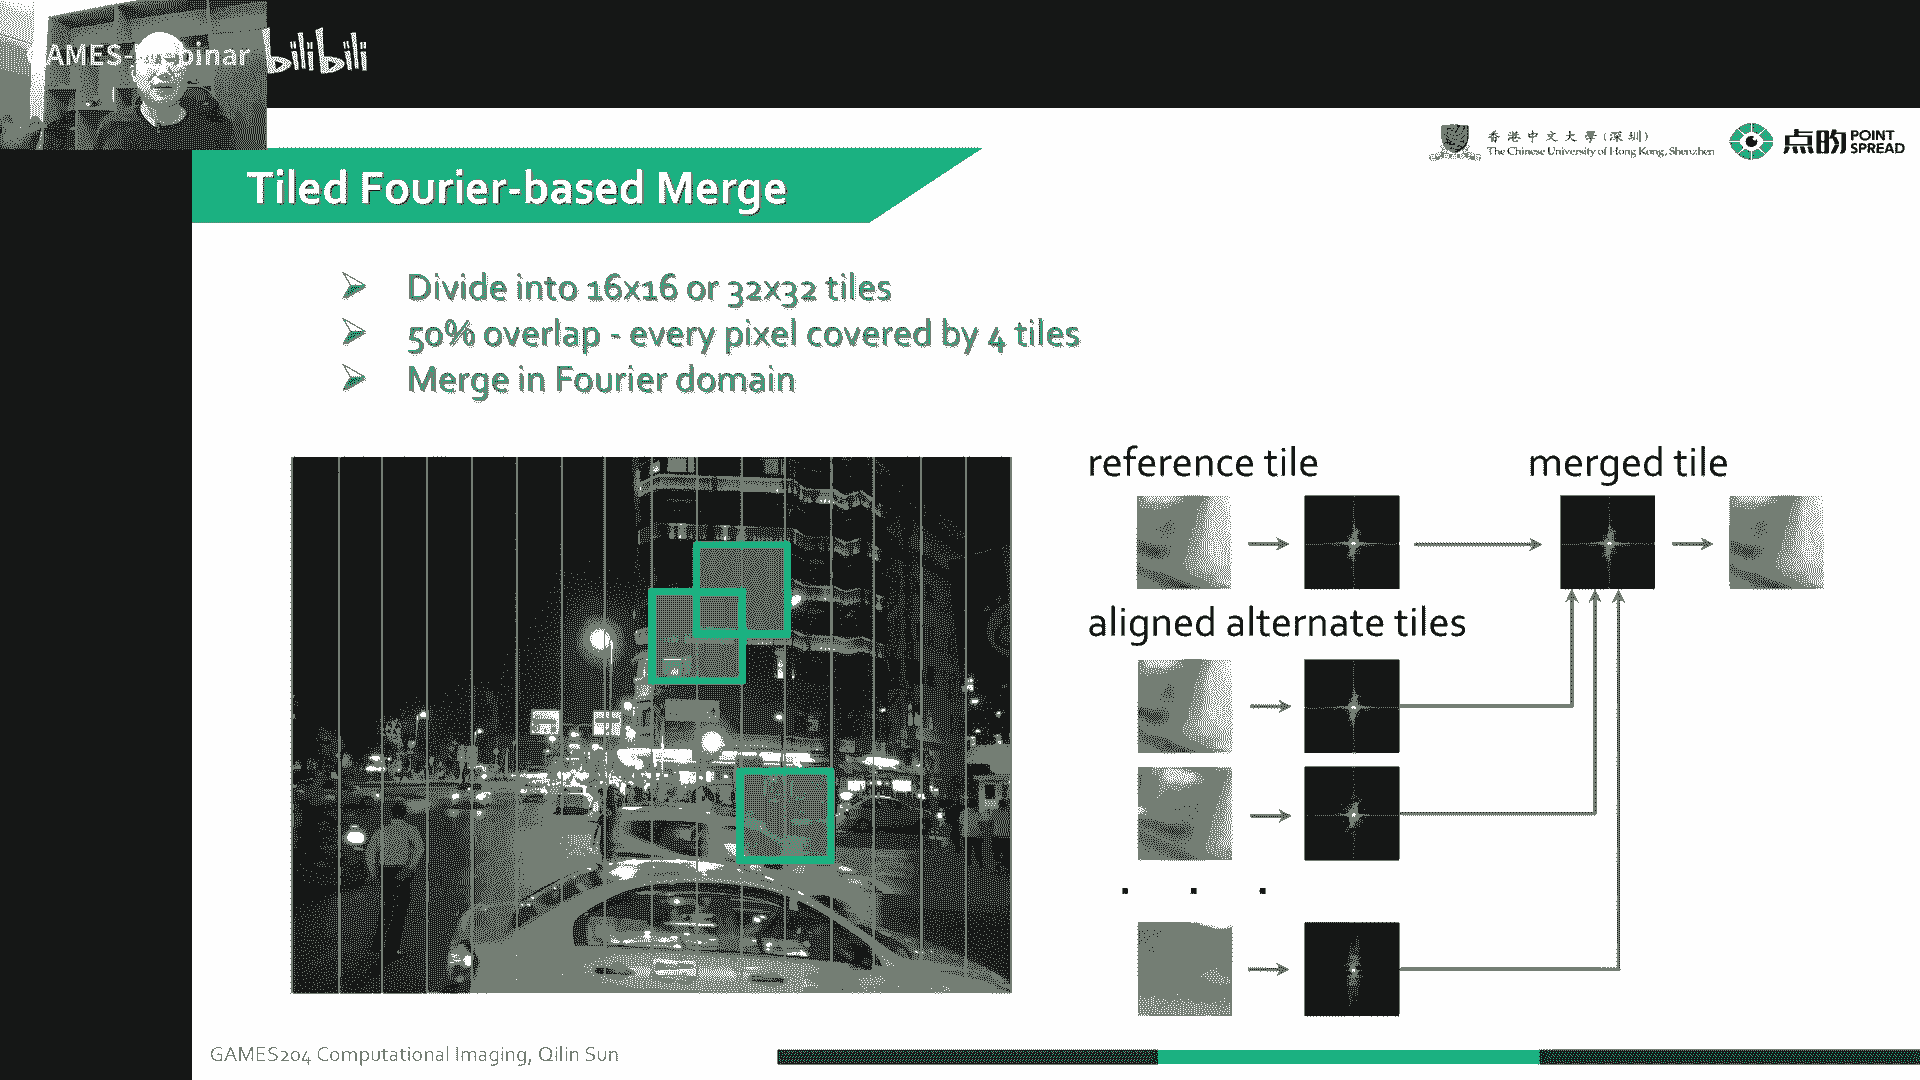 GAMES-Webinar bilibili
香港中文大學(深圳)
The Chinese University of Hong Kong, Shenzhen
点昀 POINT SPREAD
Tiled Fourier-based Merge
Divide into 16x16 or 32x32 tiles
50% overlap - every pixel covered by 4 tiles
Merge in Fourier domain
reference tile
merged tile
aligned alternate tiles
. . .
GAMES204 Computational Imaging, Qilin Sun